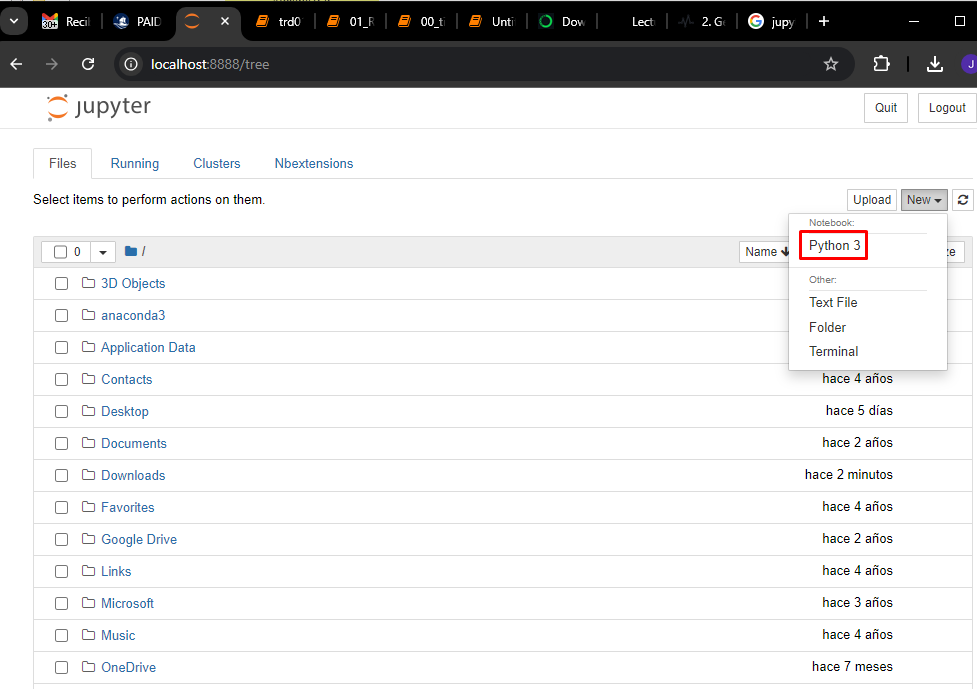 30+ Recil PAID trd0 01_R 00_ti Unti Dow Lect 2. G jupy
localhost:8888/tree J
jupyter Quit Logout
Files Running Clusters Nbextensions
Select items to perform actions on them. Upload New
Notebook:
Python 3
Other:
Text File
Folder
Terminal
0 / Name ze
3D Objects
anaconda3
Application Data
Contacts hace 4 años
Desktop hace 5 días
Documents hace 2 años
Downloads hace 2 minutos
Favorites hace 4 años
Google Drive hace 2 años
Links hace 4 años
Microsoft hace 3 años
Music hace 4 años
OneDrive hace 7 meses